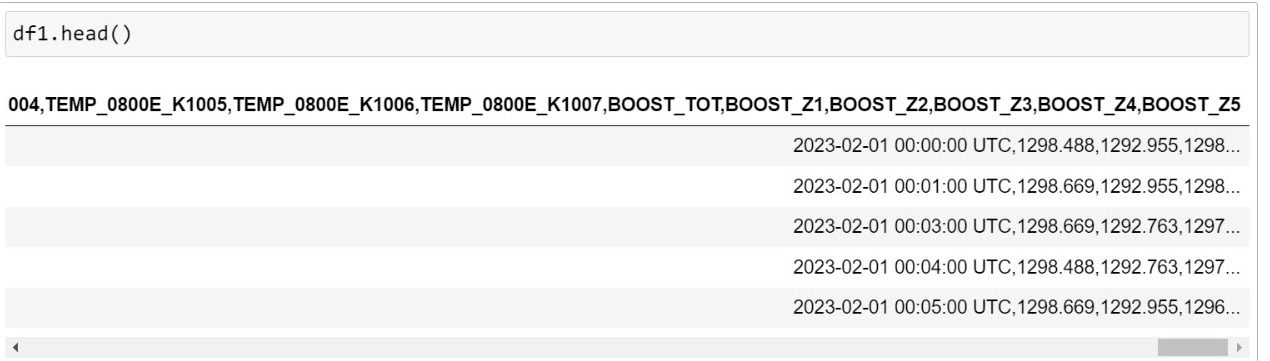 df1.head()
004,TEMP_0800E_K1005,TEMP_0800E_K1006,TEMP_0800E_K1007,BOOST_TOT,BOOST_Z1,BOOST_Z2,BOOST_Z3,BOOST_Z4,BOOST_Z5
2023-02-01 00:00:00 UTC,1298.488,1292.955,1298...
2023-02-01 00:01:00 UTC,1298.669,1292.955,1298...
2023-02-01 00:03:00 UTC,1298.669,1292.763,1297...
2023-02-01 00:04:00 UTC,1298.488,1292.763,1297...
2023-02-01 00:05:00 UTC,1298.669,1292.955,1296...